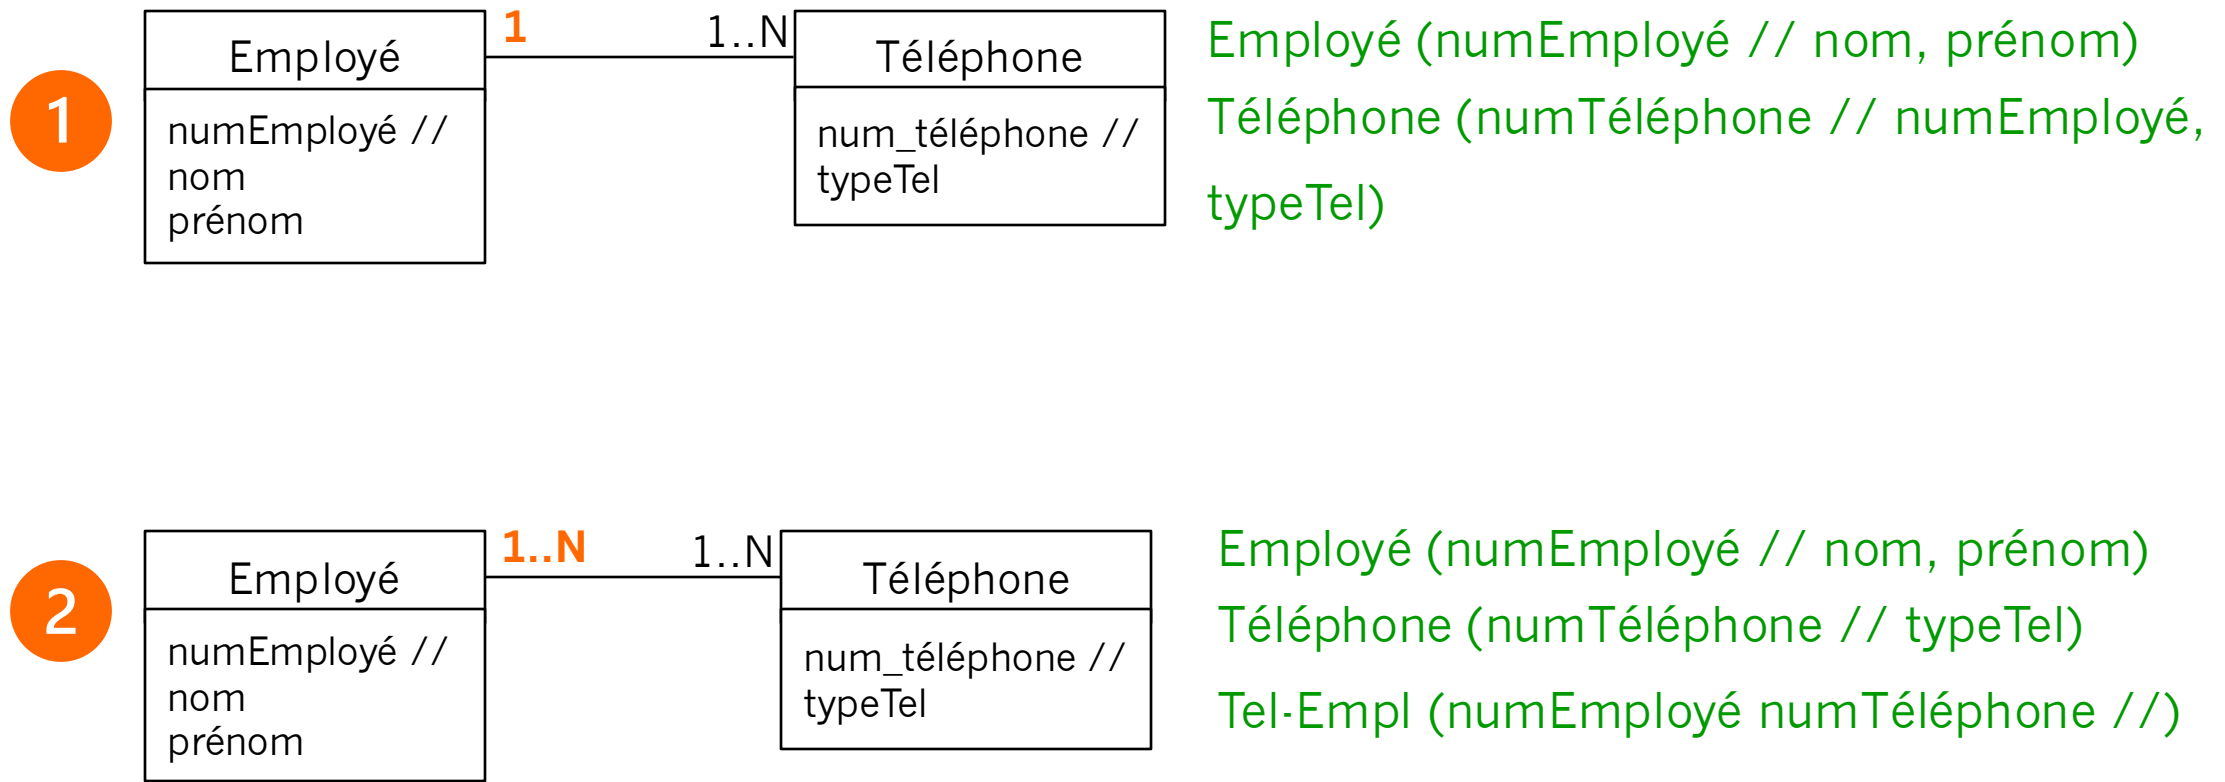 1
Employé
numEmployé //
nom
prénom
1
1..N
Téléphone
num_téléphone //
typeTel
Employé (numEmployé // nom, prénom)
Téléphone (numTéléphone // numEmployé,
typeTel)
2
Employé
numEmployé //
nom
prénom
1..N
1..N
Téléphone
num_téléphone //
typeTel
Employé (numEmployé // nom, prénom)
Téléphone (numTéléphone // typeTel)
Tel-Empl (numEmployé numTéléphone //)